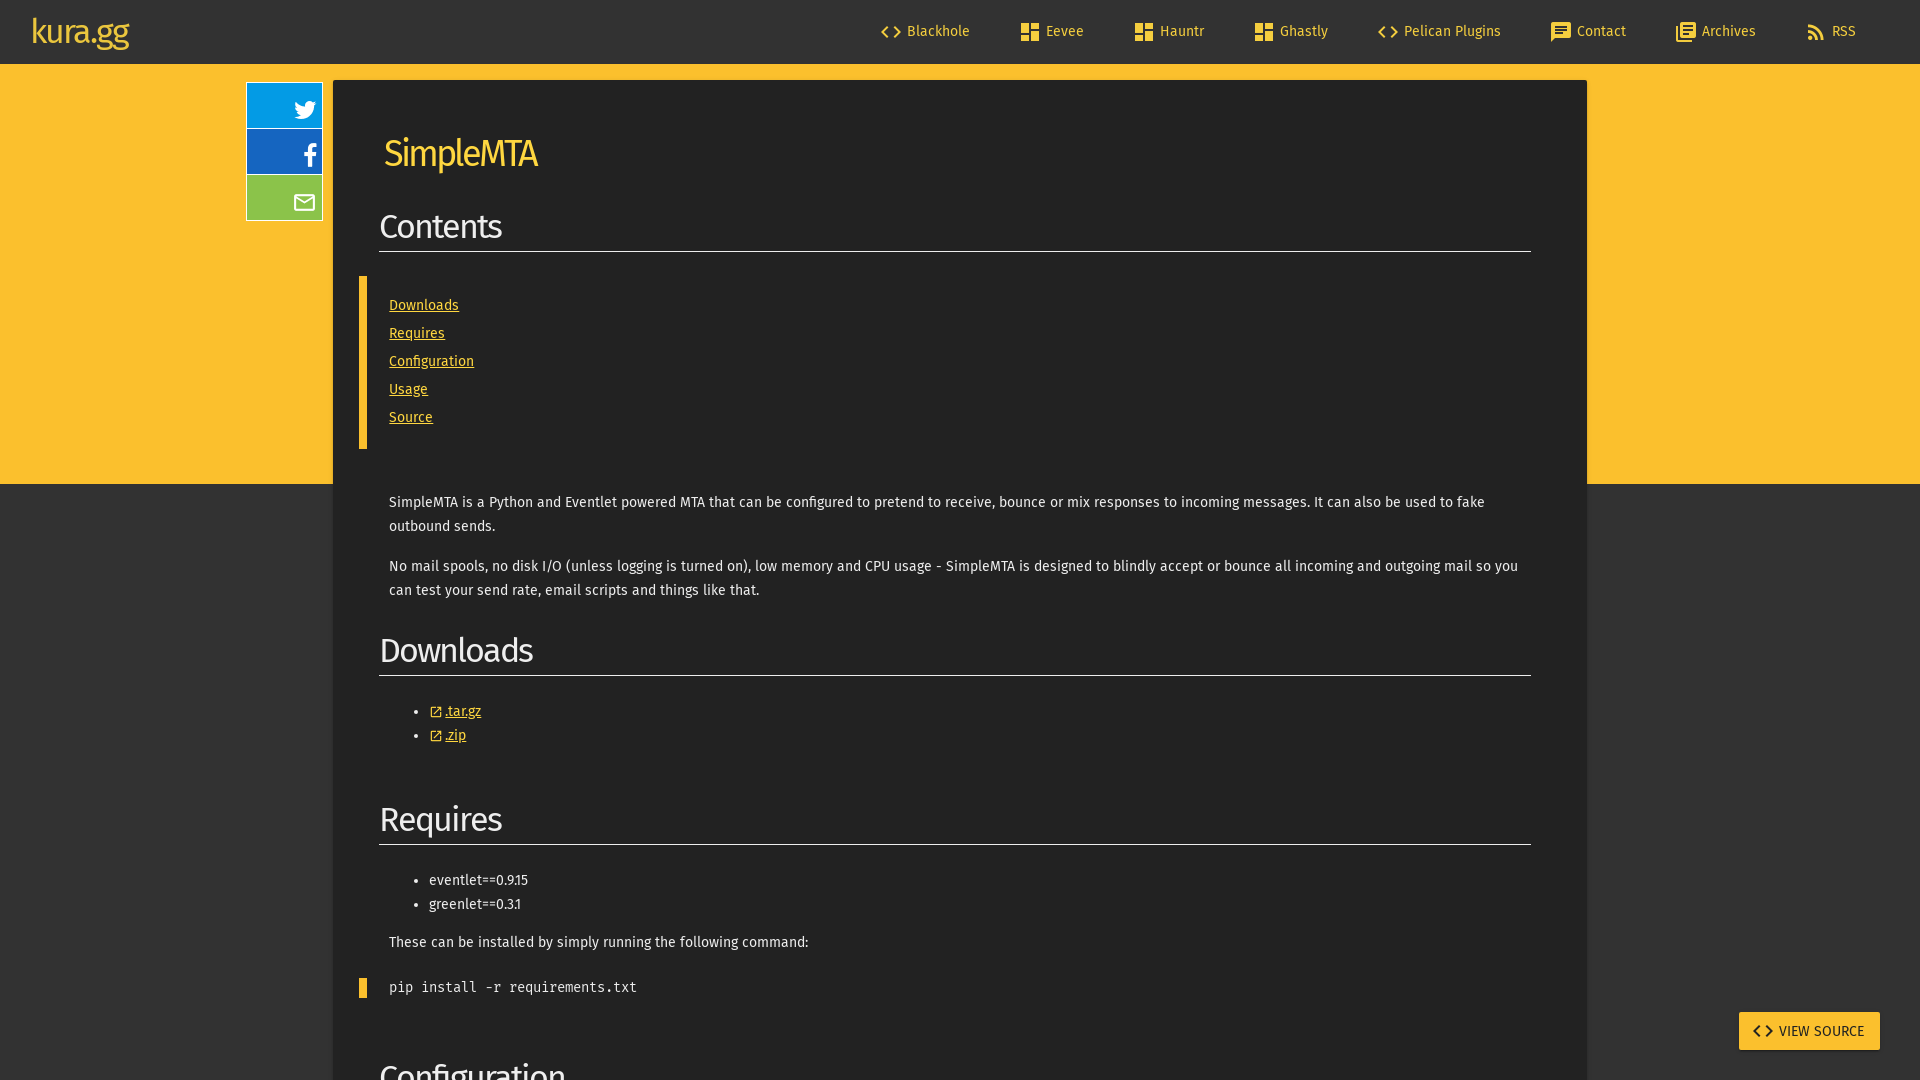 kura.gg
Blackhole
Eevee
Hauntr
Ghastly
Pelican Plugins
Contact
Archives
RSS
SimpleMTA
Contents
Downloads
Requires
Configuration
Usage
Source
SimpleMTA is a Python and Eventlet powered MTA that can be configured to pretend to receive, bounce or mix responses to incoming messages. It can also be used to fake
outbound sends.
No mail spools, no disk I/O (unless logging is turned on), low memory and CPU usage - SimpleMTA is designed to blindly accept or bounce all incoming and outgoing mail so you
can test your send rate, email scripts and things like that.
Downloads
.tar.gz
.zip
Requires
eventlet==0.9.15
greenlet==0.3.1
These can be installed by simply running the following command:
pip install -r requirements.txt
VIEW SOURCE
Configuration